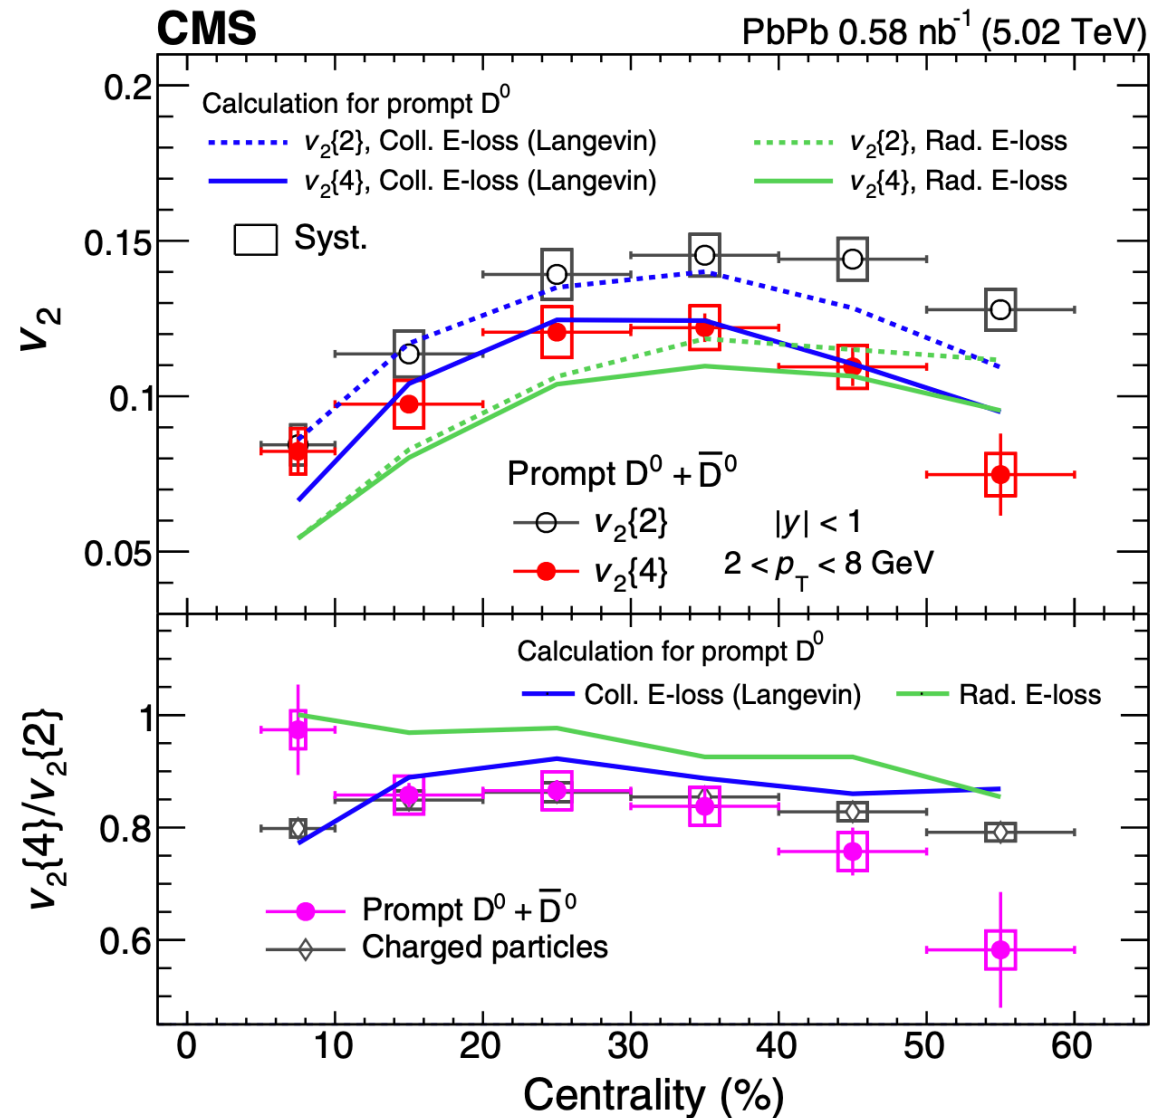 CMS PbPb 0.58 nb⁻¹ (5.02 TeV)
0.2
Calculation for prompt D⁰
v₂{2}, Coll. E-loss (Langevin) v₂{2}, Rad. E-loss
v₂{4}, Coll. E-loss (Langevin) v₂{4}, Rad. E-loss
Syst.
0.15
v₂
0.1
Prompt D⁰ + D̅⁰
v₂{2} |y| < 1
v₂{4} 2 < p_T < 8 GeV
0.05
Calculation for prompt D⁰
Coll. E-loss (Langevin) Rad. E-loss
1
v₂{4}/v₂{2}
0.8
Prompt D⁰ + D̅⁰
Charged particles
0.6
0 10 20 30 40 50 60
Centrality (%)